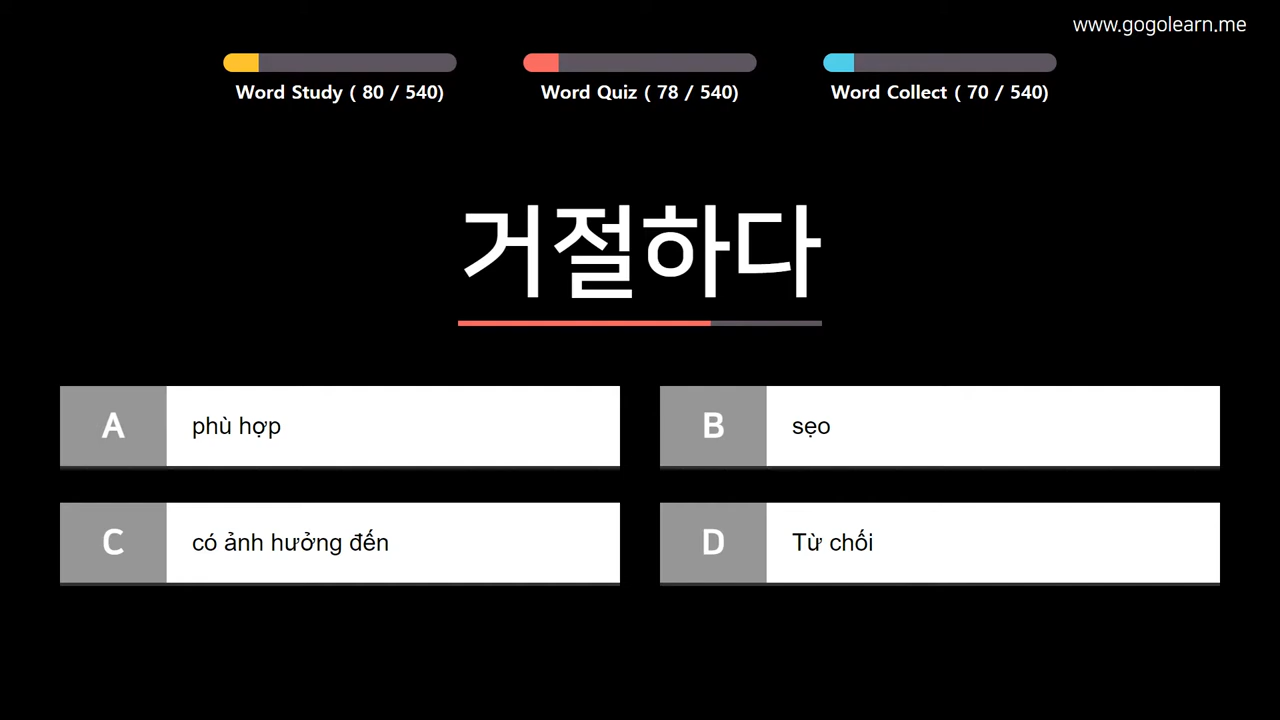 www.gogolearn.me
Word Study ( 80 / 540)
Word Quiz ( 78 / 540)
Word Collect ( 70 / 540)
거절하다
A phù hợp
B sẹo
C có ảnh hưởng đến
D Từ chối